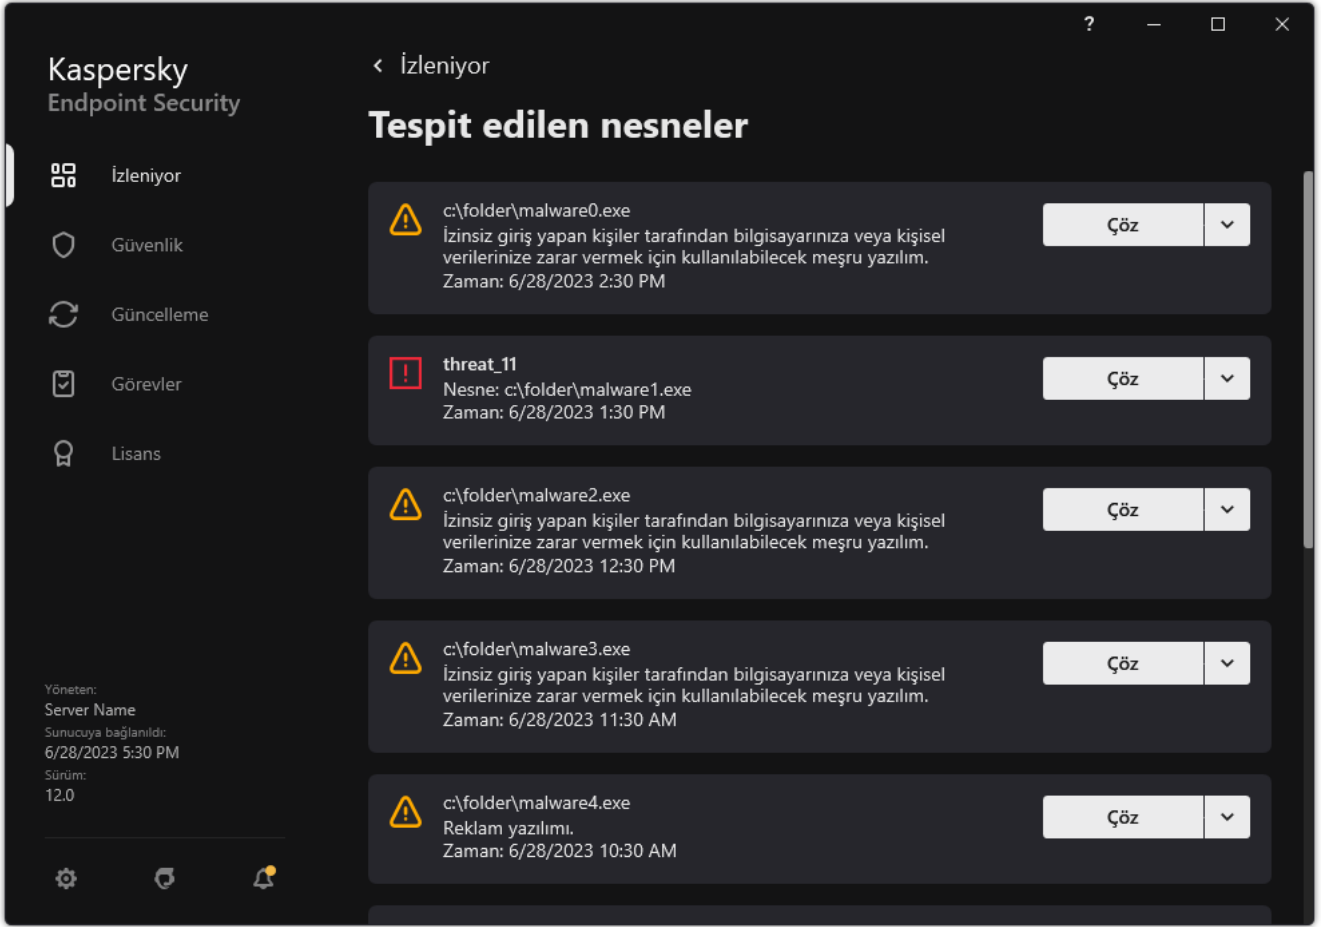 ?
Kaspersky
Endpoint Security
İzleniyor
Güvenlik
Güncelleme
Görevler
Lisans
Yöneten:
Server Name
Sunucuya bağlanıldı:
6/28/2023 5:30 PM
Sürüm:
12.0
İzleniyor
Tespit edilen nesneler
c:\folder\malware0.exe
İzinsiz giriş yapan kişiler tarafından bilgisayarınıza veya kişisel
verilerinize zarar vermek için kullanılabilecek meşru yazılım.
Zaman: 6/28/2023 2:30 PM
Çöz
threat_11
Nesne: c:\folder\malware1.exe
Zaman: 6/28/2023 1:30 PM
Çöz
c:\folder\malware2.exe
İzinsiz giriş yapan kişiler tarafından bilgisayarınıza veya kişisel
verilerinize zarar vermek için kullanılabilecek meşru yazılım.
Zaman: 6/28/2023 12:30 PM
Çöz
c:\folder\malware3.exe
İzinsiz giriş yapan kişiler tarafından bilgisayarınıza veya kişisel
verilerinize zarar vermek için kullanılabilecek meşru yazılım.
Zaman: 6/28/2023 11:30 AM
Çöz
c:\folder\malware4.exe
Reklam yazılımı.
Zaman: 6/28/2023 10:30 AM
Çöz